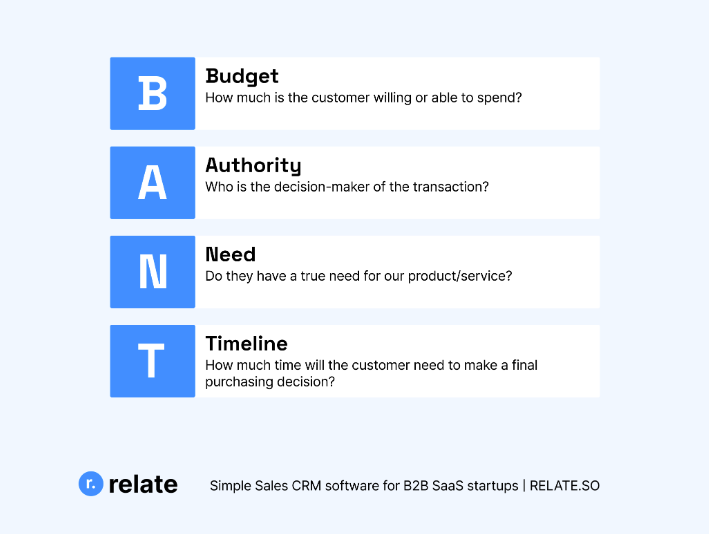 B
Budget
How much is the customer willing or able to spend?
A
Authority
Who is the decision-maker of the transaction?
N
Need
Do they have a true need for our product/service?
T
Timeline
How much time will the customer need to make a final
purchasing decision?
r. relate
Simple Sales CRM software for B2B SaaS startups | RELATE.SO